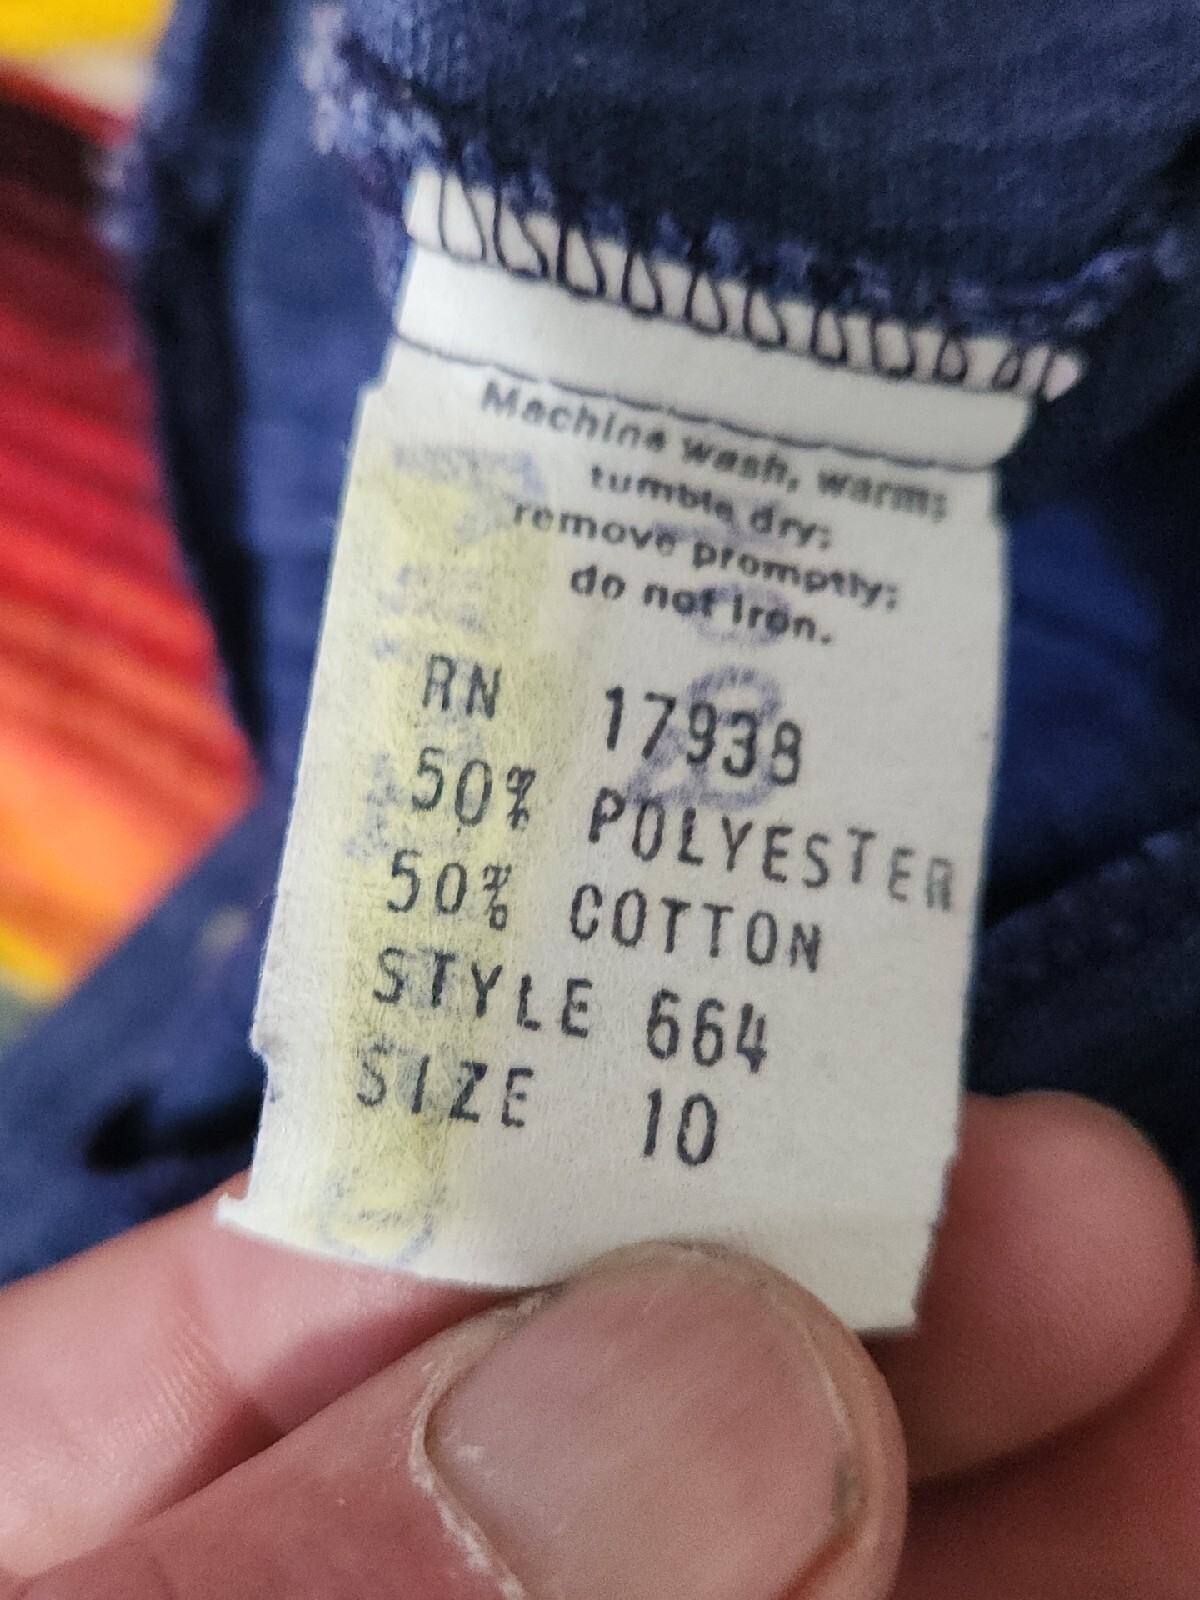 Machine wash, warm;
tumble dry;
remove promptly;
do not iron.
RN 17938
50% POLYESTER
50% COTTON
STYLE 664
SIZE 10